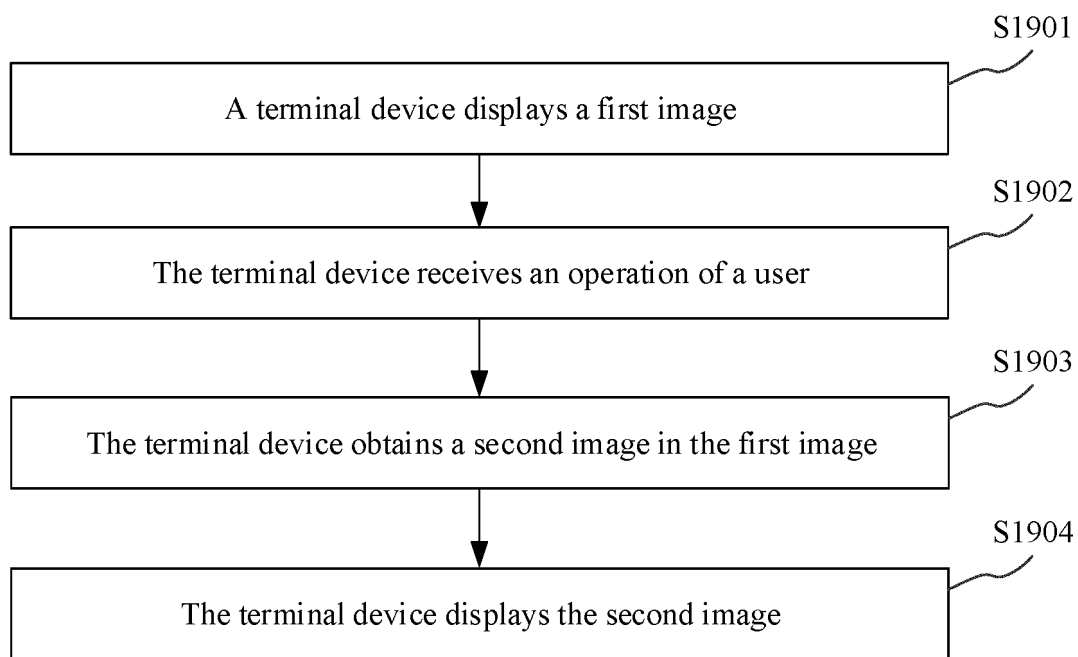 S1901
A terminal device displays a first image
S1902
The terminal device receives an operation of a user
S1903
The terminal device obtains a second image in the first image
S1904
The terminal device displays the second image